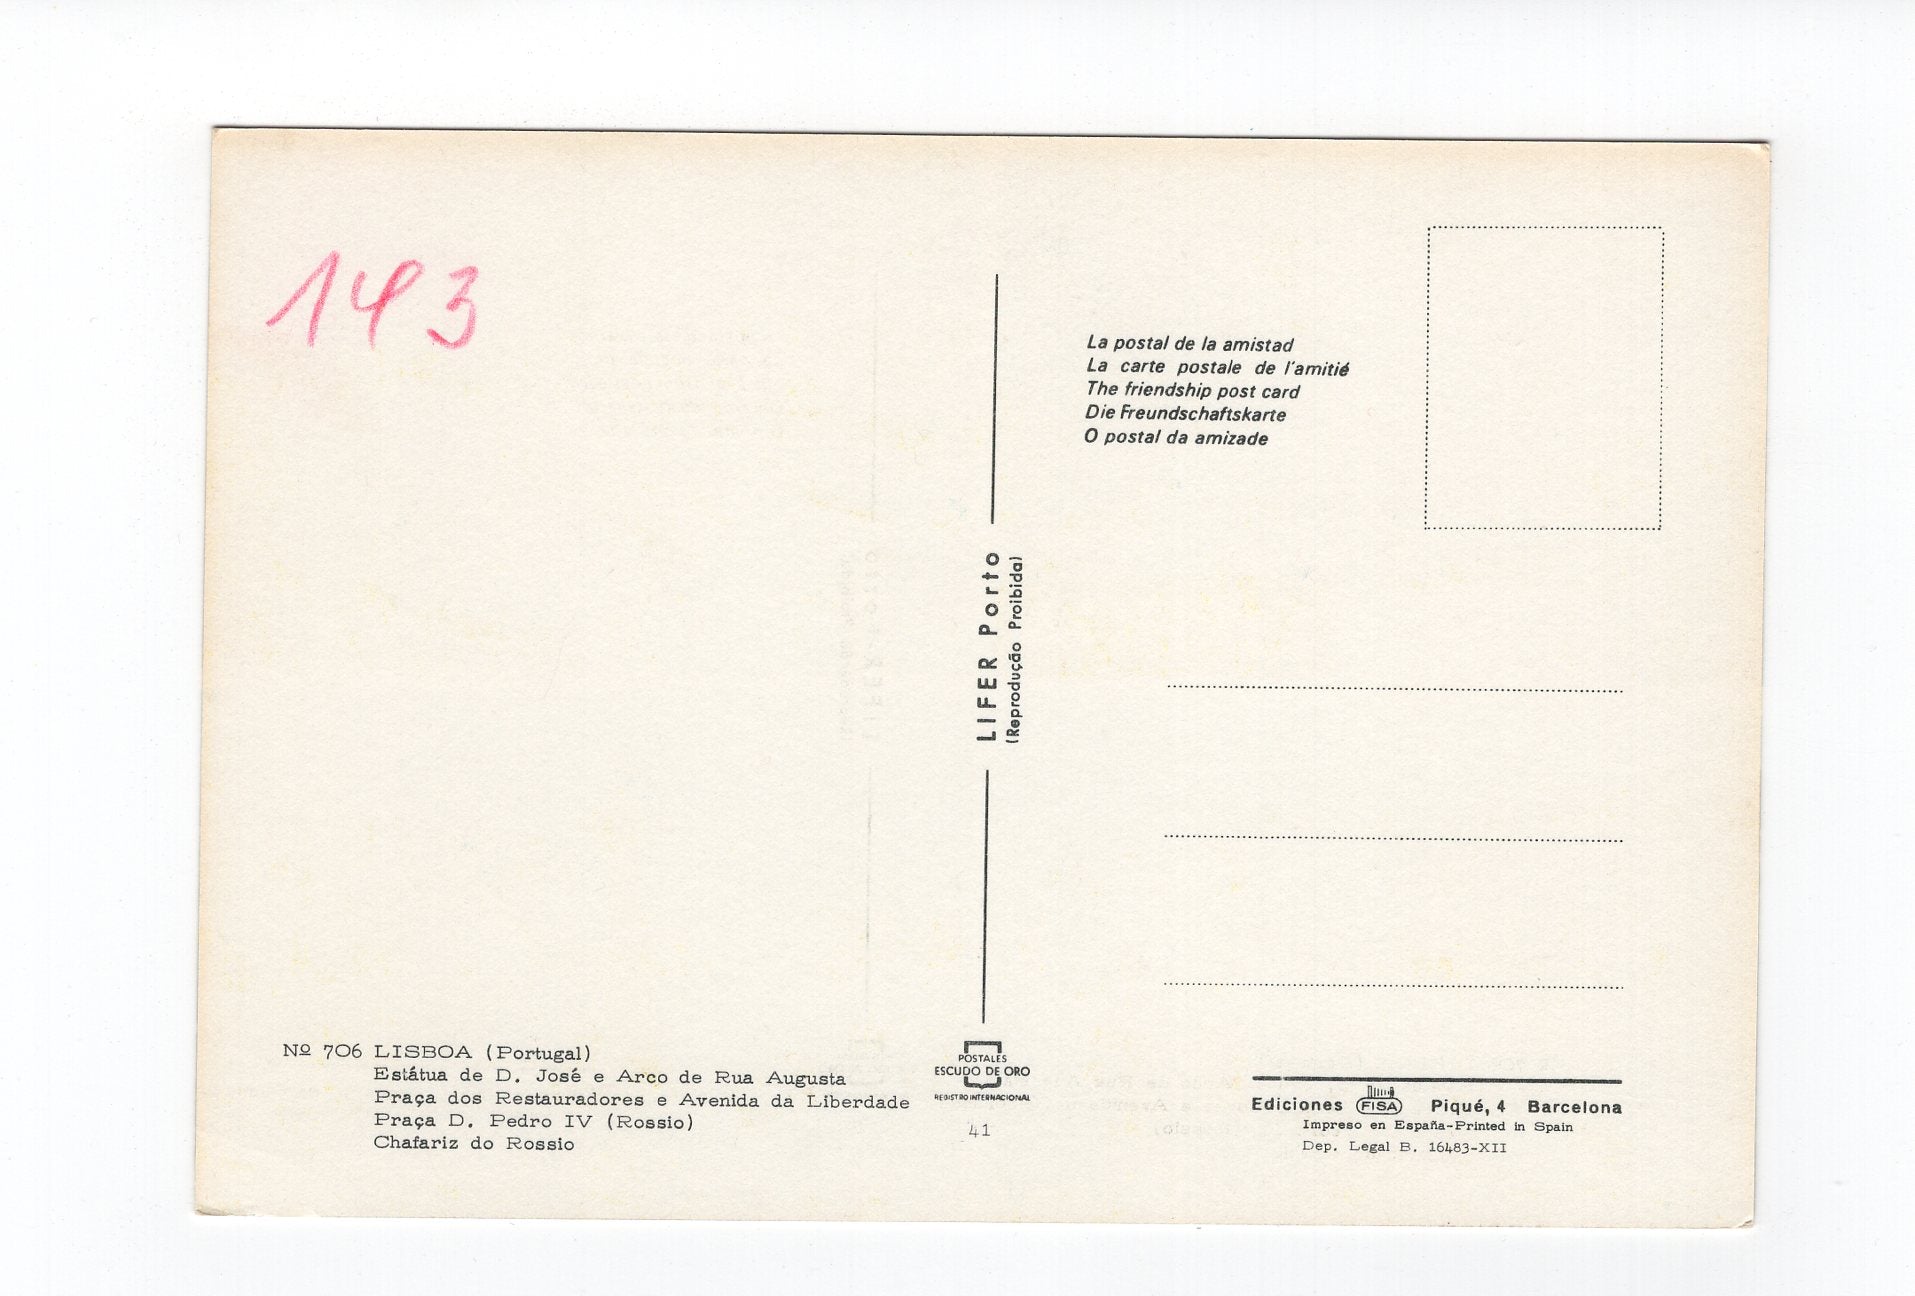 143
La postal de la amistad
La carte postale de l'amitié
The friendship post card
Die Freundschaftskarte
O postal da amizade
LIFER Porto
(Reprodução Proibida)
Nº 706 LISBOA (Portugal)
Estátua de D. José e Arco de Rua Augusta
Praça dos Restauradores e Avenida da Liberdade
Praça D. Pedro IV (Rossio)
Chafariz do Rossio
POSTALES
ESCUDO DE ORO
REGISTRO INTERNACIONAL
41
Ediciones FISA Piqué, 4 Barcelona
Impreso en España-Printed in Spain
Dep. Legal B. 16483-XII